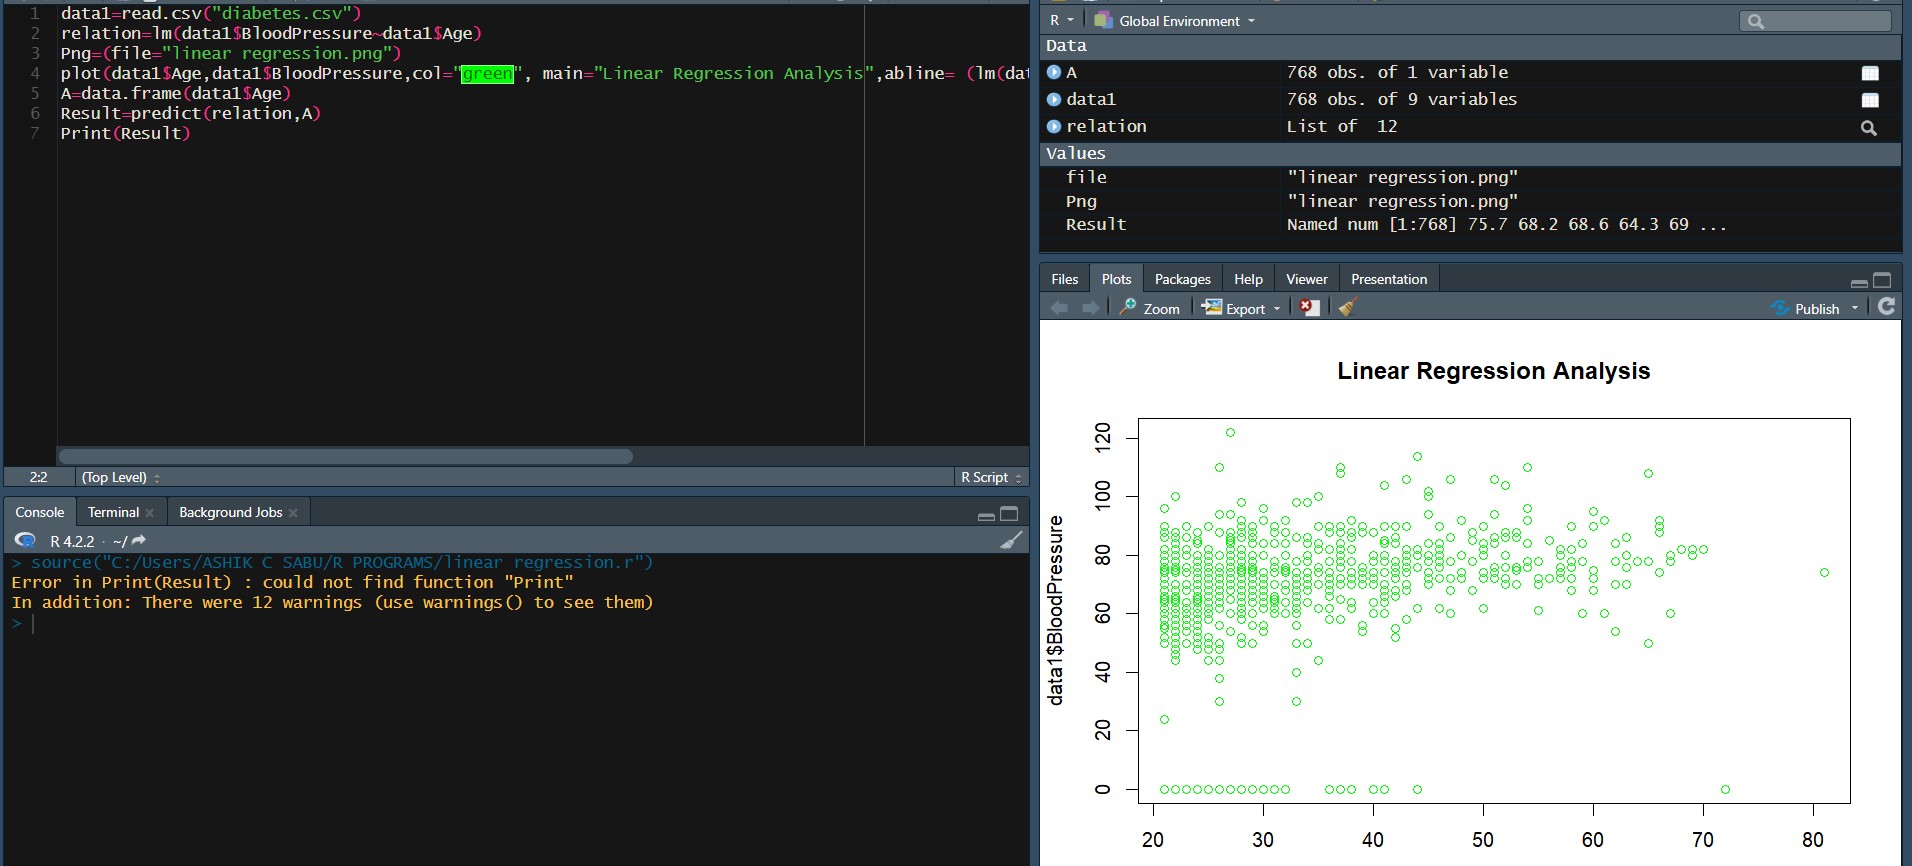 1 data1=read.csv("diabetes.csv")
2 relation=lm(data1$BloodPressure~data1$Age)
3 Png=(file="linear regression.png")
4 plot(data1$Age,data1$BloodPressure,col="green", main="Linear Regression Analysis",abline= (lm(dat
5 A=data.frame(data1$Age)
6 Result=predict(relation,A)
7 Print(Result)
2:2 (Top Level) R Script
Console Terminal Background Jobs
R 4.2.2 · ~/
> source("C:/Users/ASHIK C SABU/R PROGRAMS/linear regression.r")
Error in Print(Result) : could not find function "Print"
In addition: There were 12 warnings (use warnings() to see them)
>
R Global Environment
Data
A 768 obs. of 1 variable
data1 768 obs. of 9 variables
relation List of 12
Values
file "linear regression.png"
Png "linear regression.png"
Result Named num [1:768] 75.7 68.2 68.6 64.3 69 ...
Files Plots Packages Help Viewer Presentation
Zoom Export Publish
Linear Regression Analysis
data1$BloodPressure
120
100
80
60
40
20
0
20 30 40 50 60 70 80